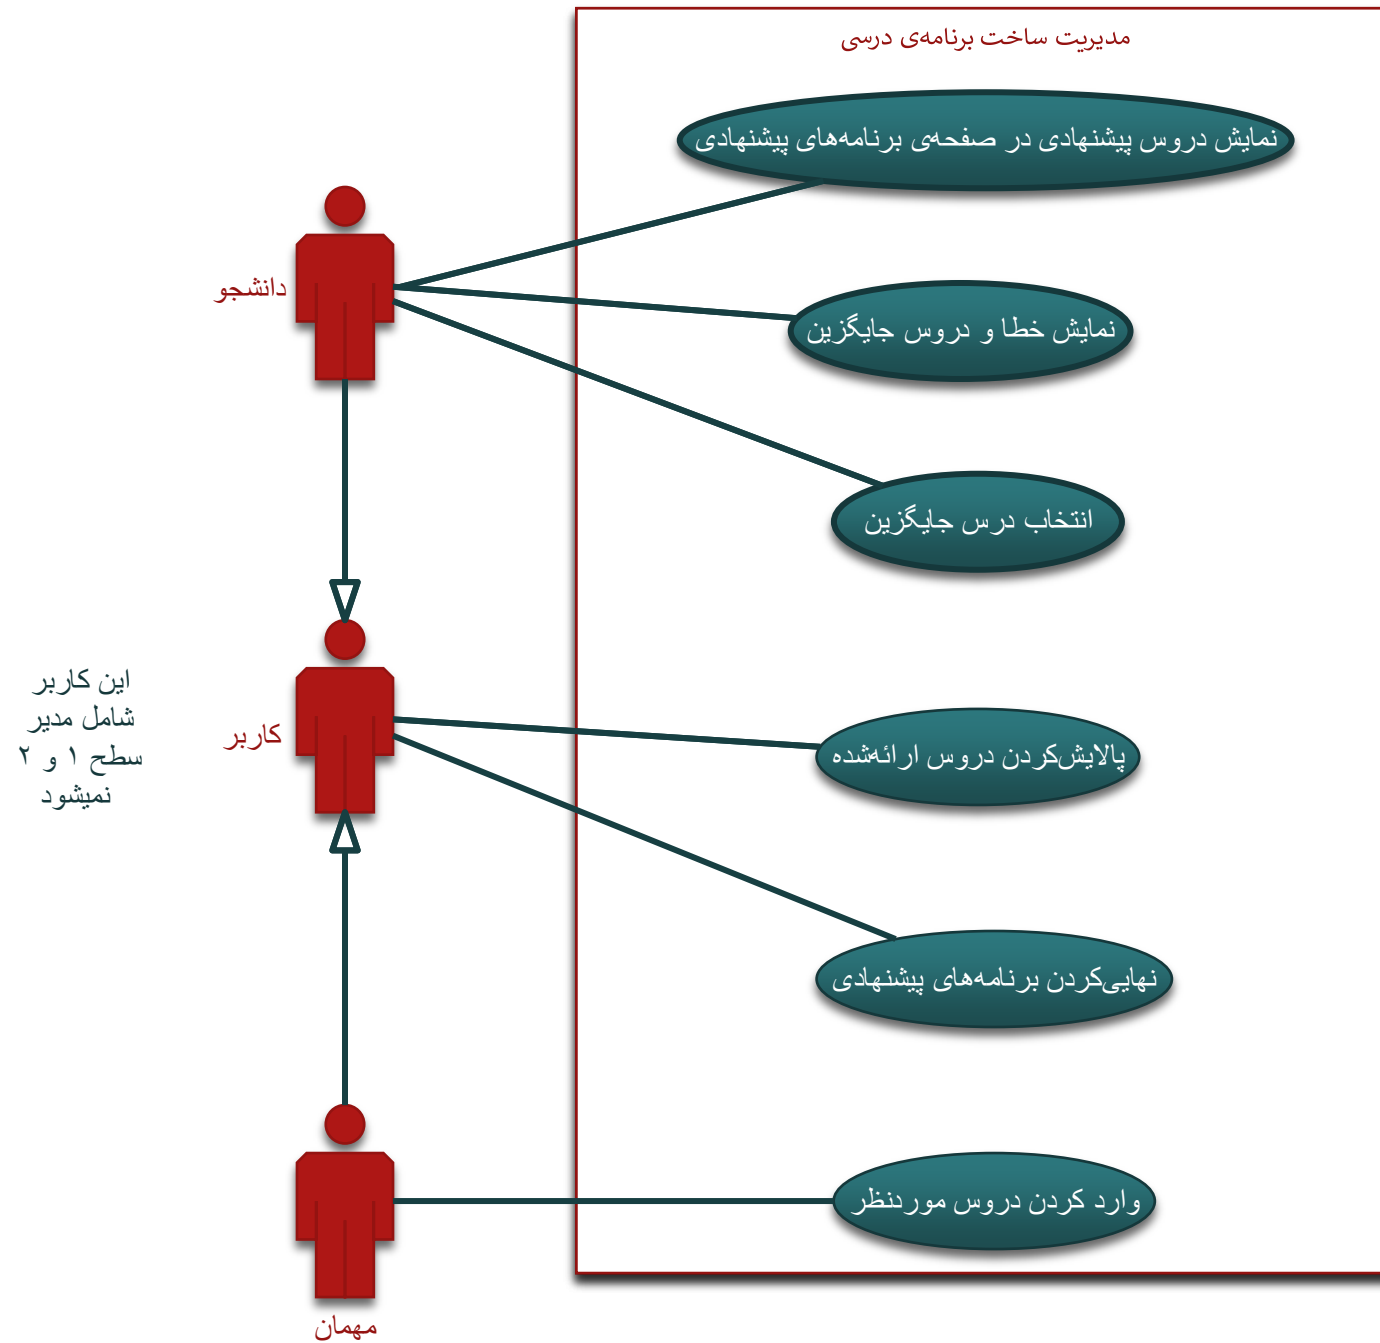 مدیریت ساخت برنامه‌ی درسی
نمایش دروس پیشنهادی در صفحه‌ی برنامه‌های پیشنهادی
دانشجو
نمایش خطا و دروس جایگزین
انتخاب درس جایگزین
این کاربر
شامل مدیر
سطح ۱ و ۲
نمیشود
کاربر
پالایش‌کردن دروس ارائه‌شده
نهایی‌کردن برنامه‌های پیشنهادی
وارد کردن دروس موردنظر
مهمان